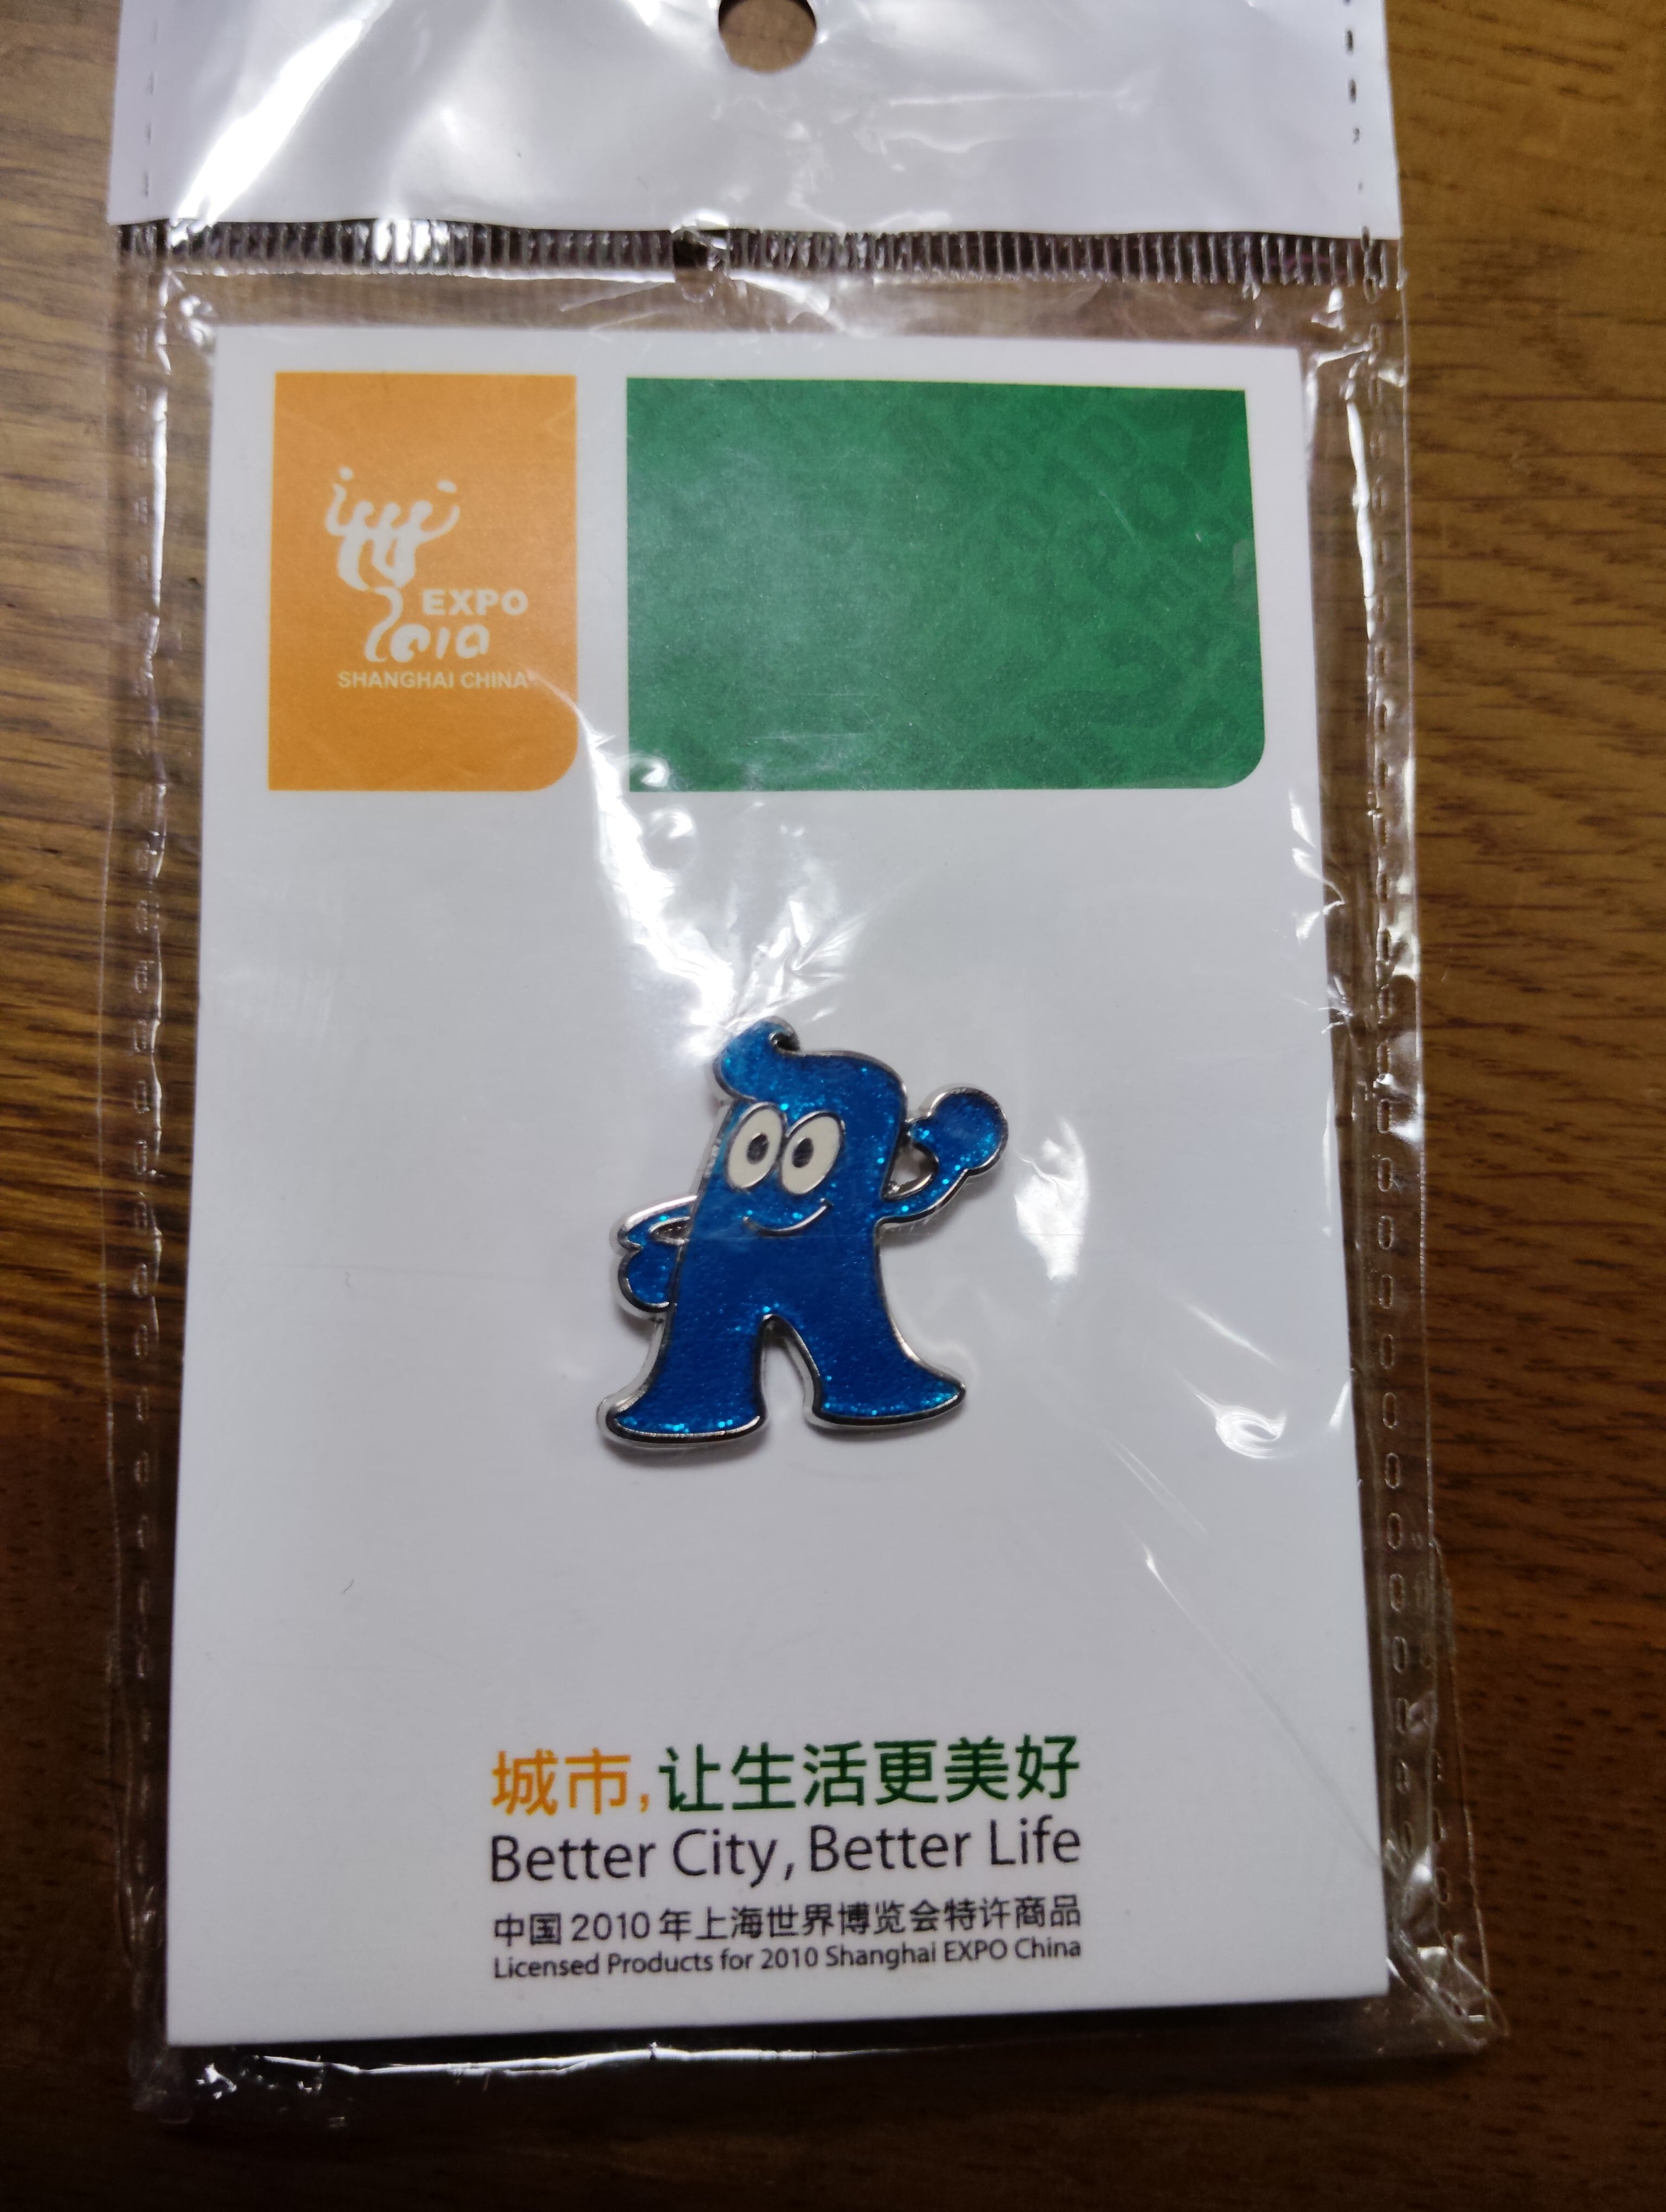 EXPO
2010
SHANGHAI CHINA
城市,让生活更美好
Better City, Better Life
中国2010年上海世界博览会特许商品
Licensed Products for 2010 Shanghai EXPO China